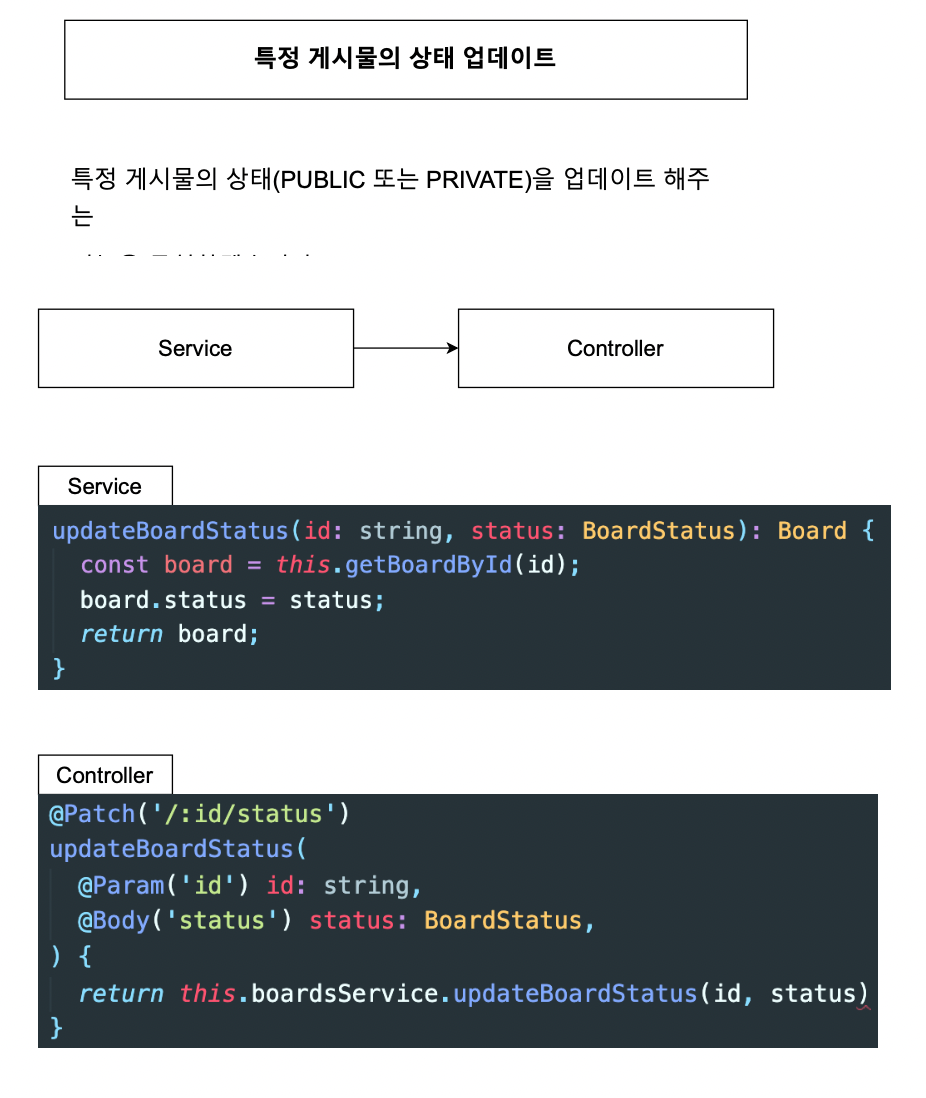 특정 게시물의 상태 업데이트
특정 게시물의 상태(PUBLIC 또는 PRIVATE)을 업데이트 해주
는
Service
Controller
Service
updateBoardStatus(id: string, status: BoardStatus): Board {
  const board = this.getBoardById(id);
  board.status = status;
  return board;
}
Controller
@Patch('/:id/status')
updateBoardStatus(
  @Param('id') id: string,
  @Body('status') status: BoardStatus,
) {
  return this.boardsService.updateBoardStatus(id, status)
}